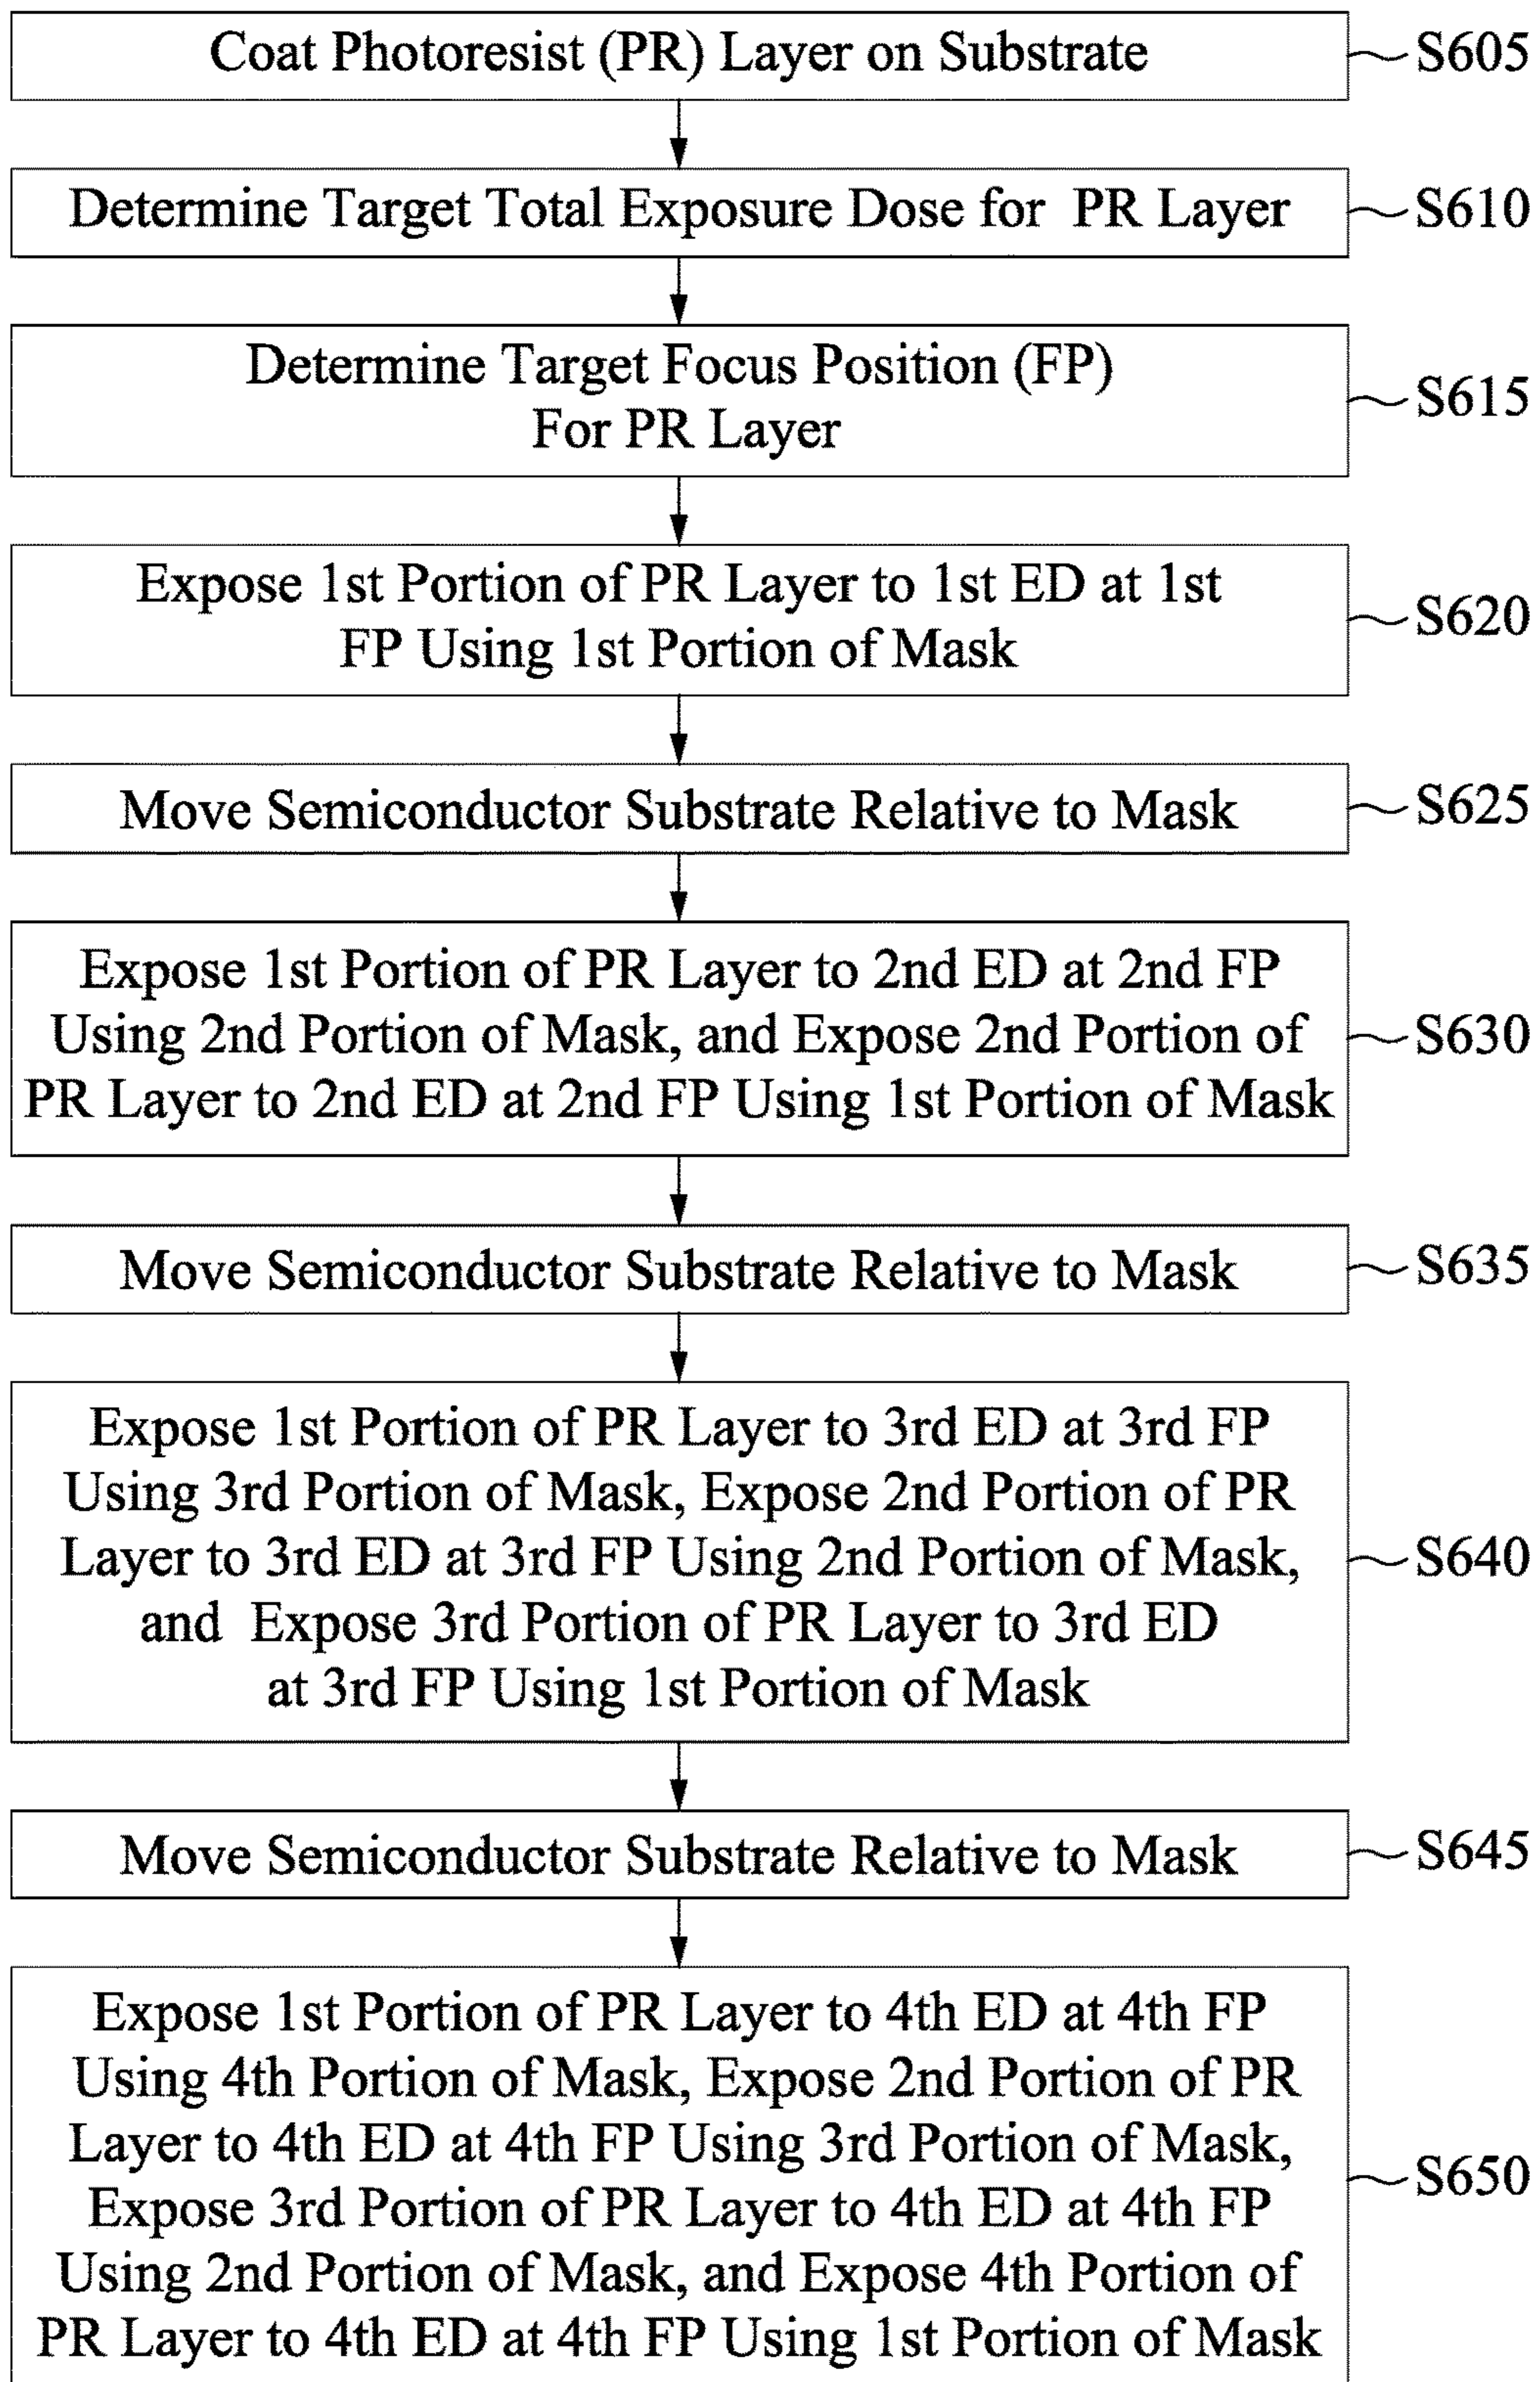 Coat Photoresist (PR) Layer on Substrate
S605
Determine Target Total Exposure Dose for PR Layer
S610
Determine Target Focus Position (FP)
For PR Layer
S615
Expose 1st Portion of PR Layer to 1st ED at 1st
FP Using 1st Portion of Mask
S620
Move Semiconductor Substrate Relative to Mask
S625
Expose 1st Portion of PR Layer to 2nd ED at 2nd FP
Using 2nd Portion of Mask, and Expose 2nd Portion of
PR Layer to 2nd ED at 2nd FP Using 1st Portion of Mask
S630
Move Semiconductor Substrate Relative to Mask
S635
Expose 1st Portion of PR Layer to 3rd ED at 3rd FP
Using 3rd Portion of Mask, Expose 2nd Portion of PR
Layer to 3rd ED at 3rd FP Using 2nd Portion of Mask,
and Expose 3rd Portion of PR Layer to 3rd ED
at 3rd FP Using 1st Portion of Mask
S640
Move Semiconductor Substrate Relative to Mask
S645
Expose 1st Portion of PR Layer to 4th ED at 4th FP
Using 4th Portion of Mask, Expose 2nd Portion of PR
Layer to 4th ED at 4th FP Using 3rd Portion of Mask,
Expose 3rd Portion of PR Layer to 4th ED at 4th FP
Using 2nd Portion of Mask, and Expose 4th Portion of
PR Layer to 4th ED at 4th FP Using 1st Portion of Mask
S650